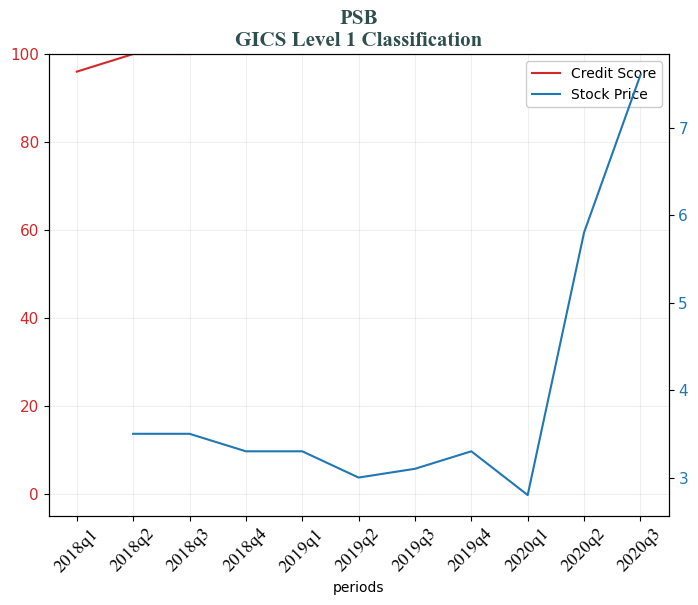 PSB
GICS Level 1 Classification
100
80
60
40
20
0
Credit Score
Stock Price
7
6
5
4
3
2018q1
2018q2
2018q3
2018q4
2019q1
2019q2
2019q3
2019q4
2020q1
2020q2
2020q3
periods